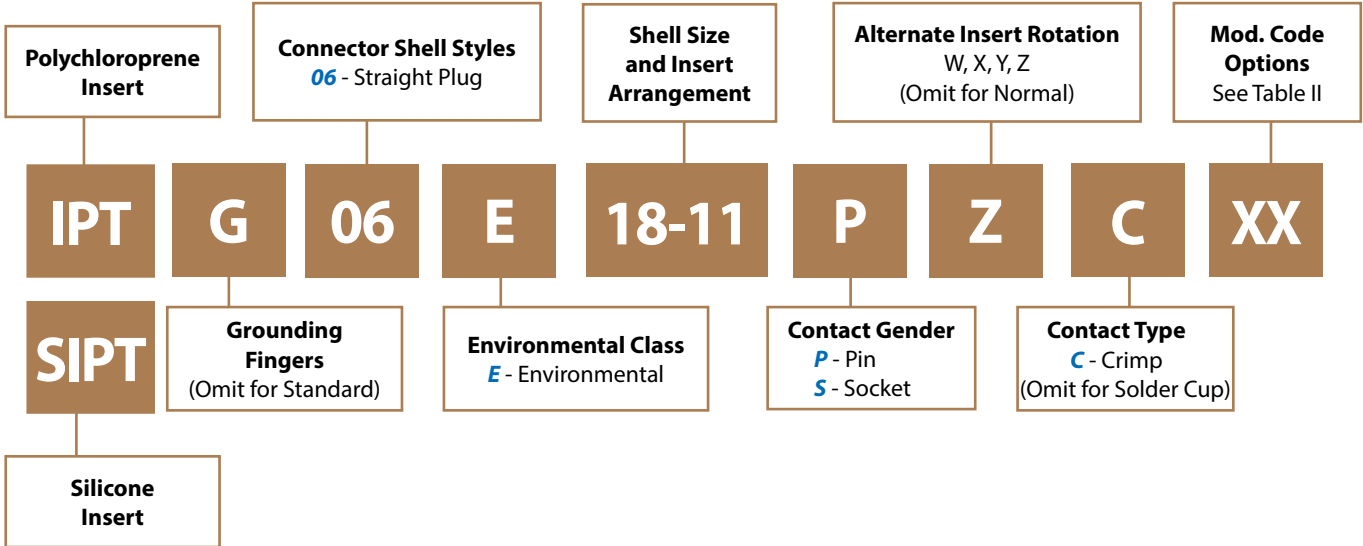 Polychloroprene
Insert
Connector Shell Styles
06 - Straight Plug
Shell Size
and Insert
Arrangement
Alternate Insert Rotation
W, X, Y, Z
(Omit for Normal)
Mod. Code
Options
See Table II
IPT
G
06
E
18-11
P
Z
C
XX
SIPT
Grounding
Fingers
(Omit for Standard)
Environmental Class
E - Environmental
Contact Gender
P - Pin
S - Socket
Contact Type
C - Crimp
(Omit for Solder Cup)
Silicone
Insert